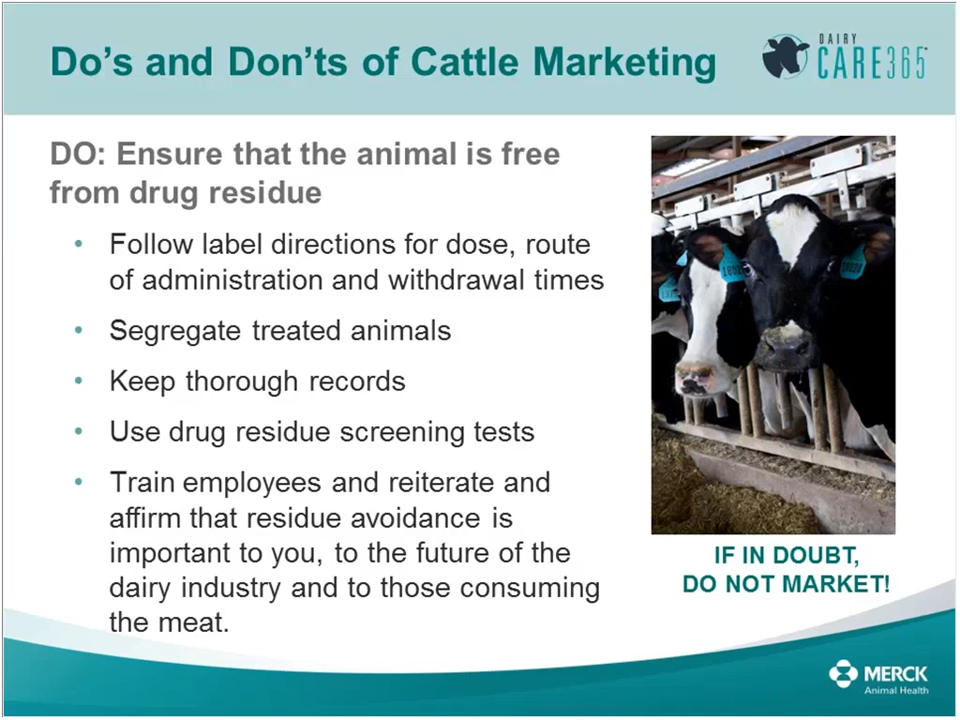 Do's and Don'ts of Cattle Marketing
DAIRY
CARE365™
DO: Ensure that the animal is free
from drug residue
• Follow label directions for dose, route
of administration and withdrawal times
• Segregate treated animals
• Keep thorough records
• Use drug residue screening tests
• Train employees and reiterate and
affirm that residue avoidance is
important to you, to the future of the
dairy industry and to those consuming
the meat.
IF IN DOUBT,
DO NOT MARKET!
MERCK
Animal Health